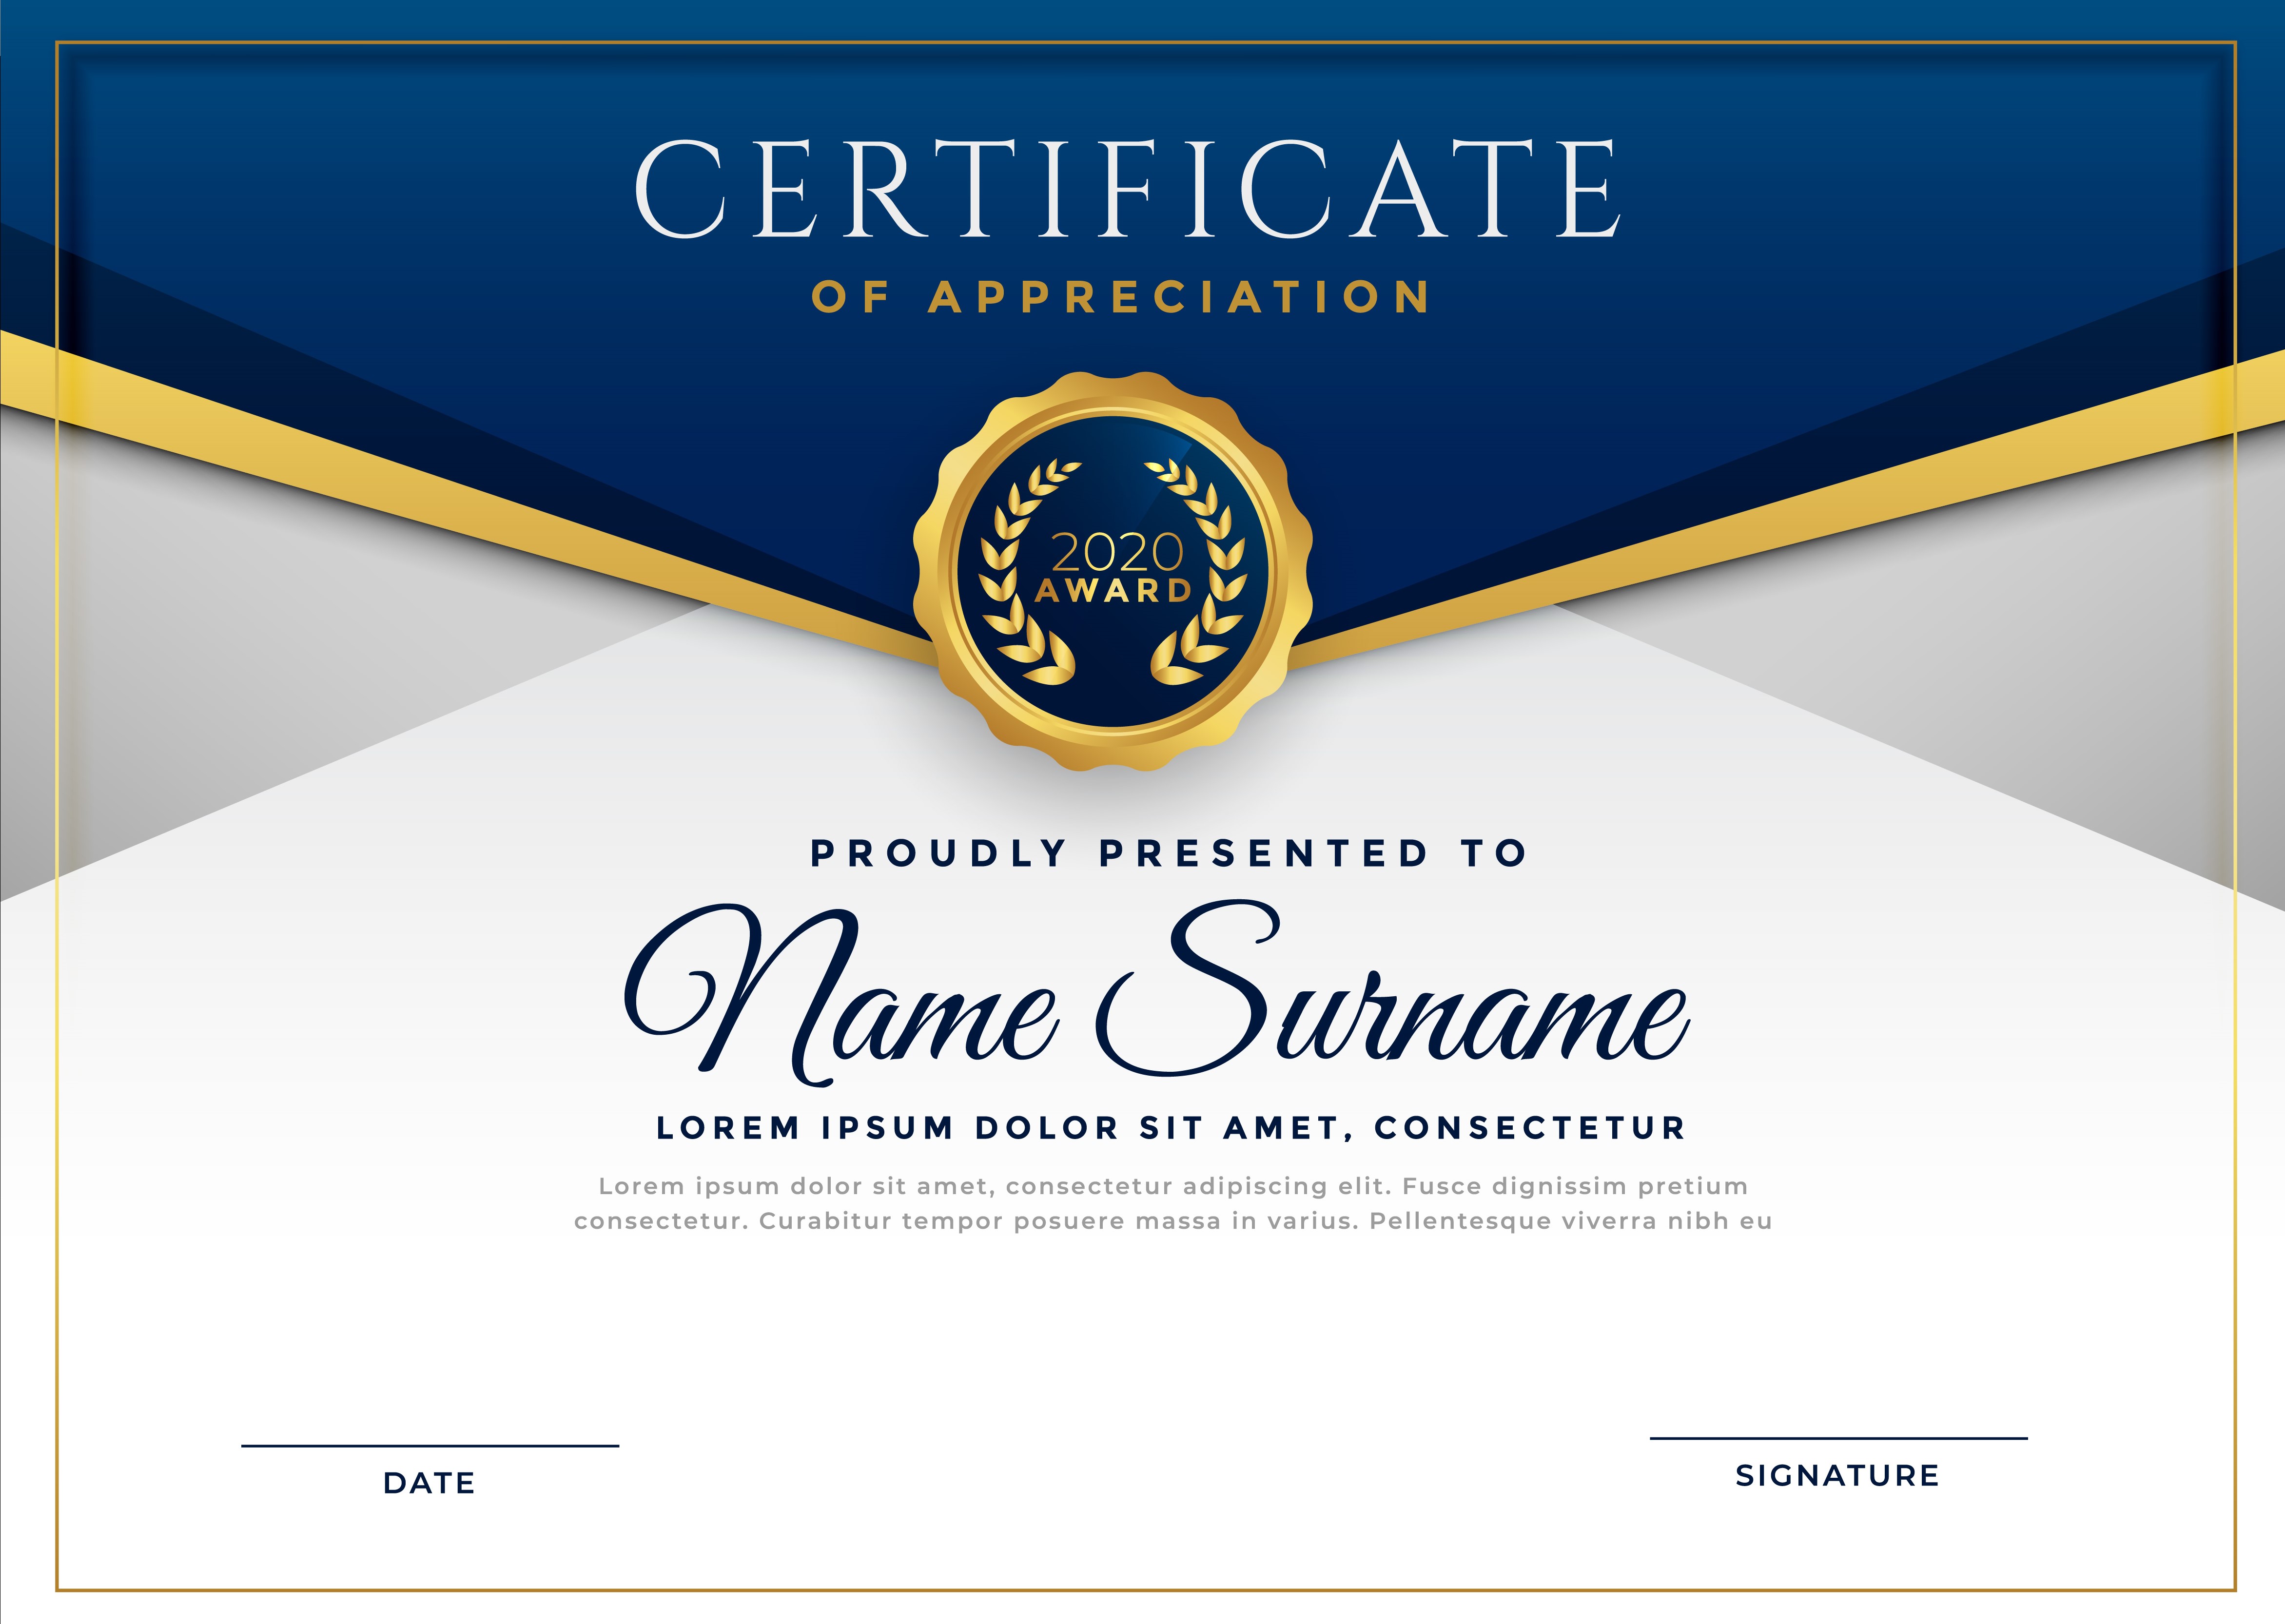 CERTIFICATE
OF APPRECIATION
2020
AWARD
PROUDLY PRESENTED TO
Name Surname
LOREM IPSUM DOLOR SIT AMET, CONSECTETUR
Lorem ipsum dolor sit amet, consectetur adipiscing elit. Fusce dignissim pretium
consectetur. Curabitur tempor posuere massa in varius. Pellentesque viverra nibh eu
DATE
SIGNATURE